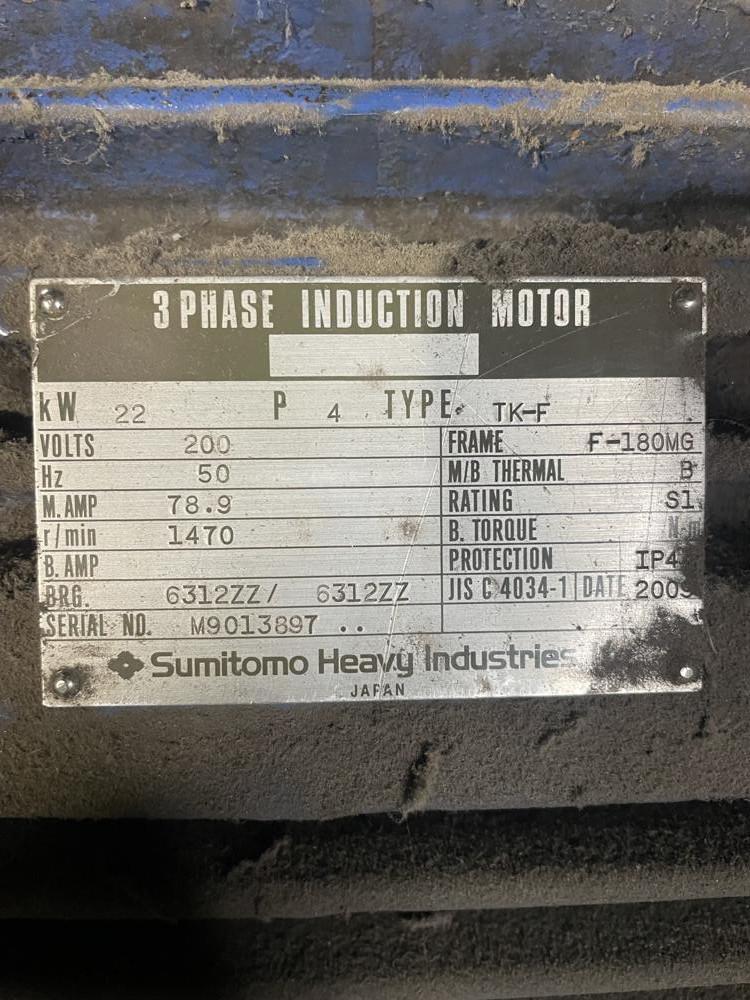 3 PHASE INDUCTION MOTOR
kW 22 P 4 TYPE TK-F
VOLTS 200 FRAME F-180MG
Hz 50 M/B THERMAL B
M. AMP 78.9 RATING S1
r/min 1470 B. TORQUE
B. AMP PROTECTION
BRG. 6312ZZ/ 6312ZZ JIS C 4034-1 DATE
SERIAL NO. M9013897 ..
Sumitomo Heavy Industries
JAPAN